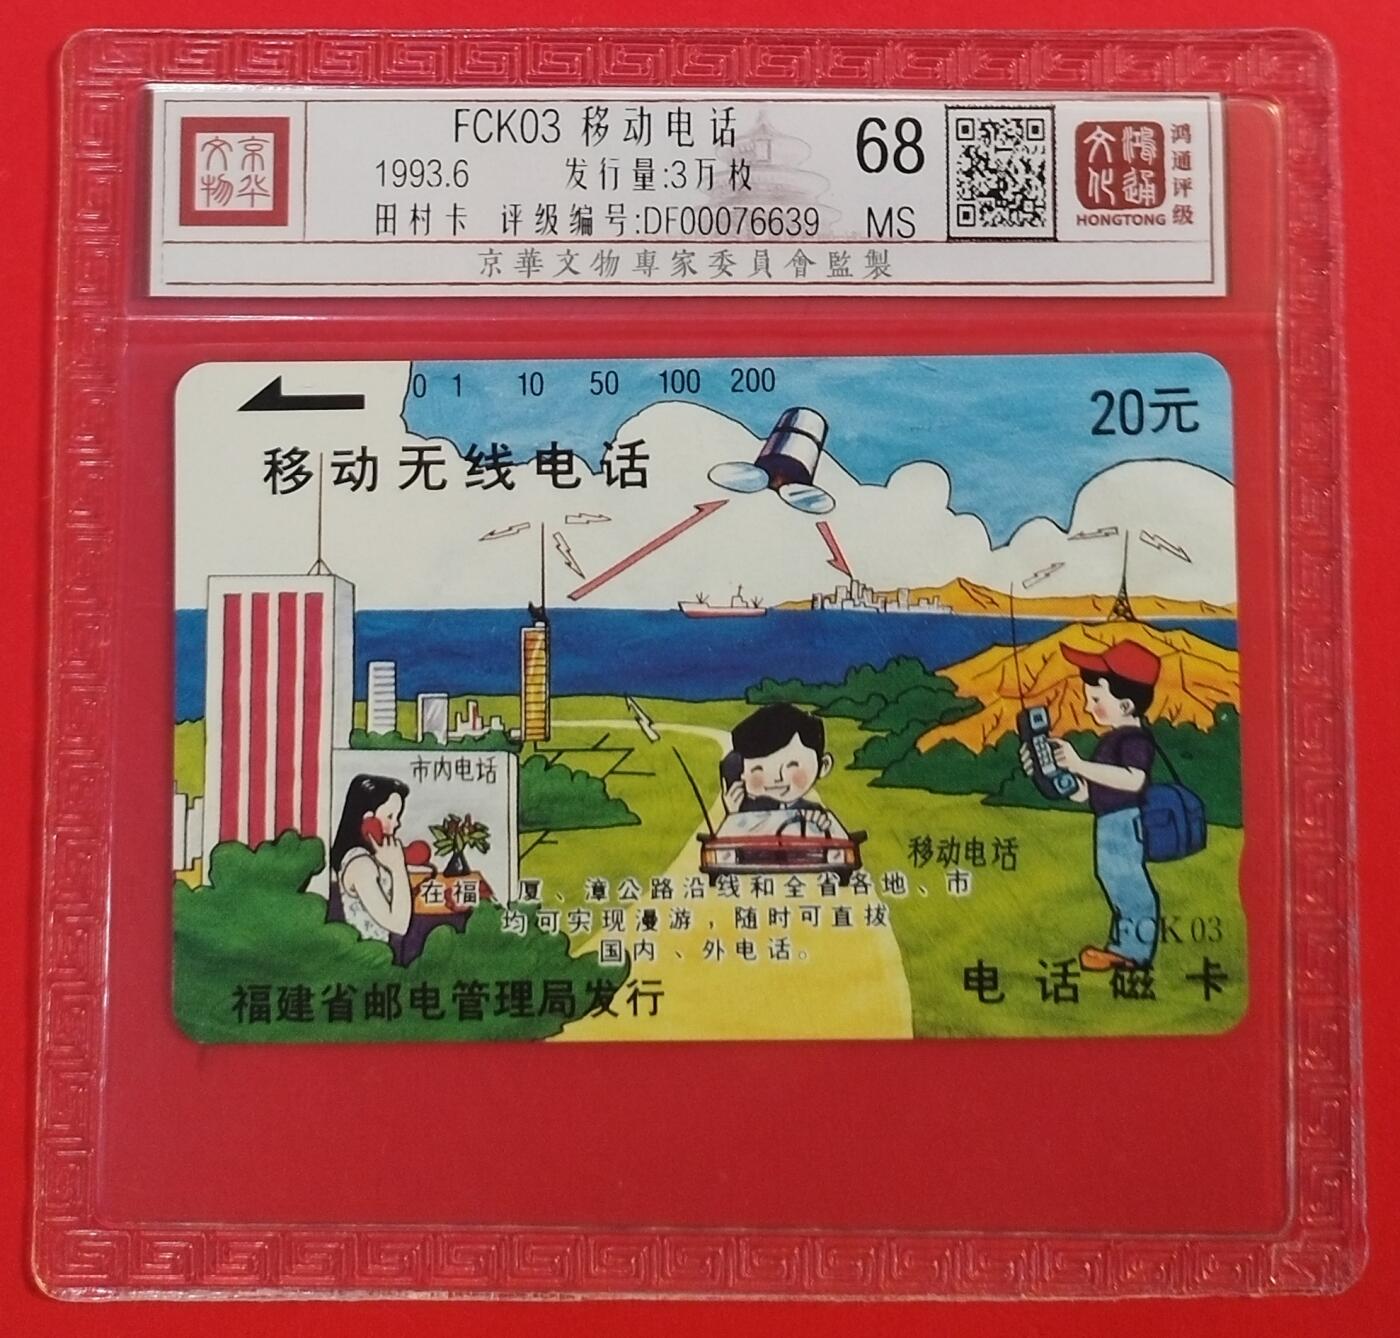 京华文物
FCK03 移动电话
1993.6 发行量:3万枚
田村卡 评级编号:DF00076639
68
MS
鸿通文化
HONGTONG
鸿通评级
京華文物專家委員會監製
0 1 10 50 100 200
20元
移动无线电话
市内电话
移动电话
在福、厦、漳公路沿线和全省各地、市
均可实现漫游，随时可直拔
国内、外电话。
FCK03
电话磁卡
福建省邮电管理局发行